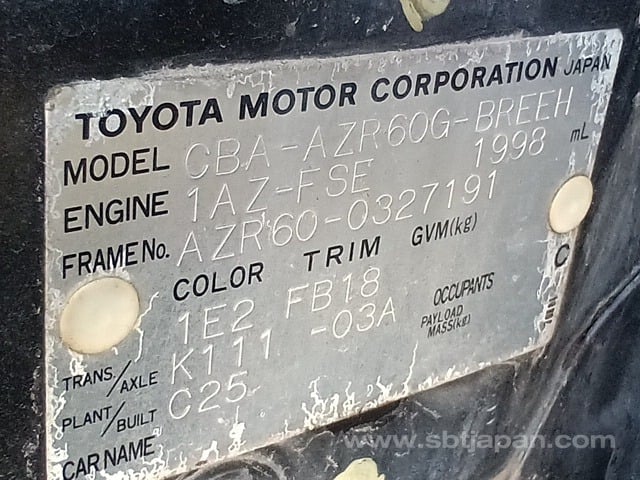 TOYOTA MOTOR CORPORATION JAPAN
MODEL CBA-AZR60G-BREEH
ENGINE 1AZ-FSE 1998 mL
FRAME No. AZR60-0327191
COLOR TRIM GVM(kg)
1E2 FB18 OCCUPANTS C
TRANS./AXLE K111 -03A PAYLOAD MASS(kg)
PLANT/BUILT C25
CAR NAME
www.sbtjapan.com